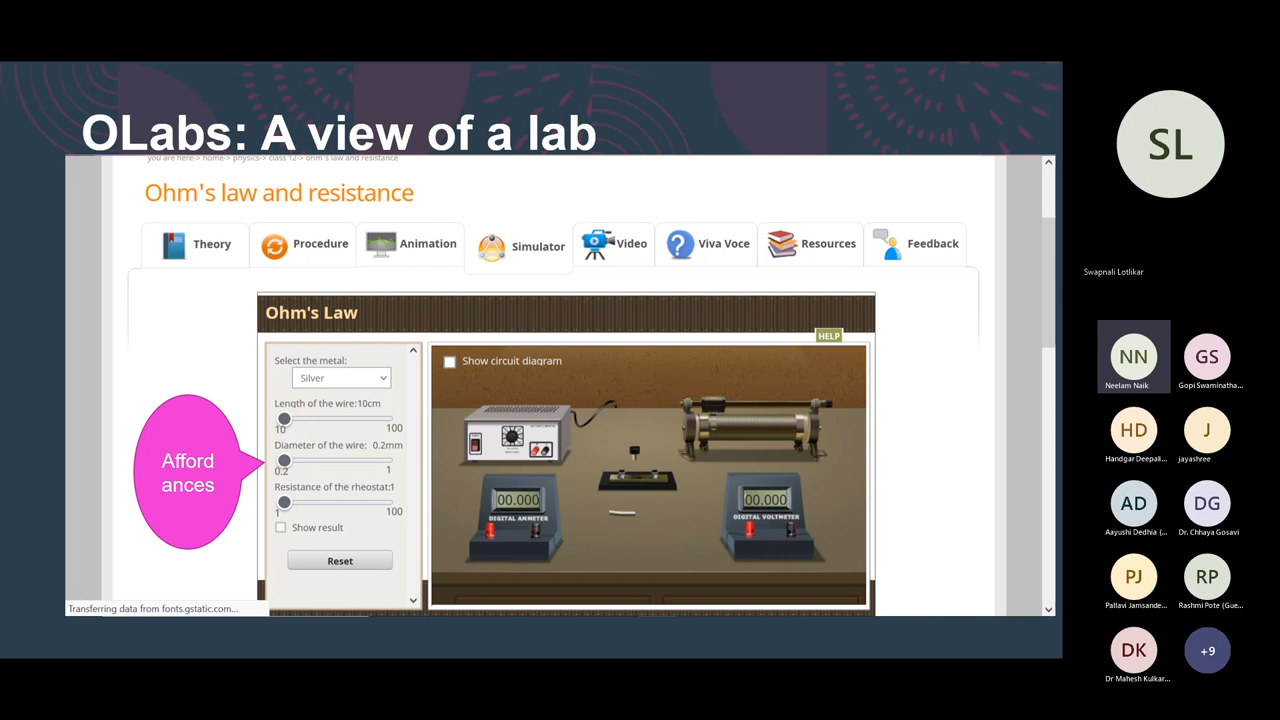 OLabs: A view of a lab
you are here-> home-> physics-> class 12-> ohm's law and resistance
Ohm's law and resistance
Theory
Procedure
Animation
Simulator
Video
Viva Voce
Resources
Feedback
Ohm's Law
HELP
Select the metal:
Silver
Length of the wire:10cm
10 100
Diameter of the wire: 0.2mm
0.2 1
Resistance of the rheostat:1
1 100
Show result
Reset
Show circuit diagram
00.000
DIGITAL AMMETER
00.000
DIGITAL VOLTMETER
Afford
ances
Transferring data from fonts.gstatic.com...
SL
Swapnali Lotlikar
NN
Neelam Naik
GS
Gopi Swaminatha...
HD
Handgar Deepali...
J
jayashree
AD
Aayushi Dedhia (...
DG
Dr. Chhaya Gosavi
PJ
Pallavi Jamsande...
RP
Rashmi Pote (Gue...
DK
Dr Mahesh Kulkar...
+9